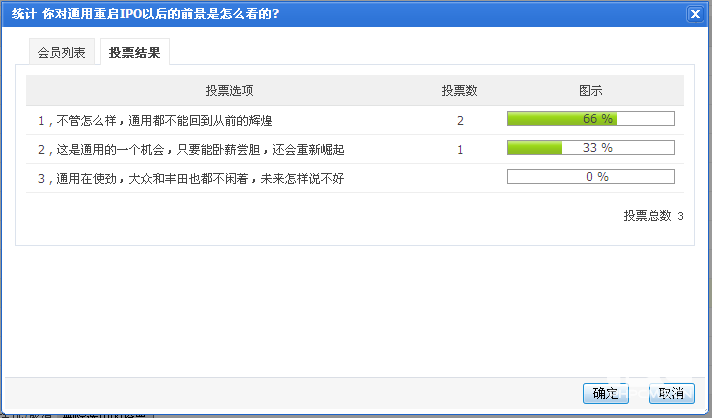 统计 你对通用重启IPO以后的前景是怎么看的?
会员列表 投票结果
投票选项 投票数 图示
1，不管怎么样，通用都不能回到从前的辉煌 2 66 %
2，这是通用的一个机会，只要能卧薪尝胆，还会重新崛起 1 33 %
3，通用在使劲，大众和丰田也都不闲着，未来怎样说不好 0 %
投票总数 3
确定 取消